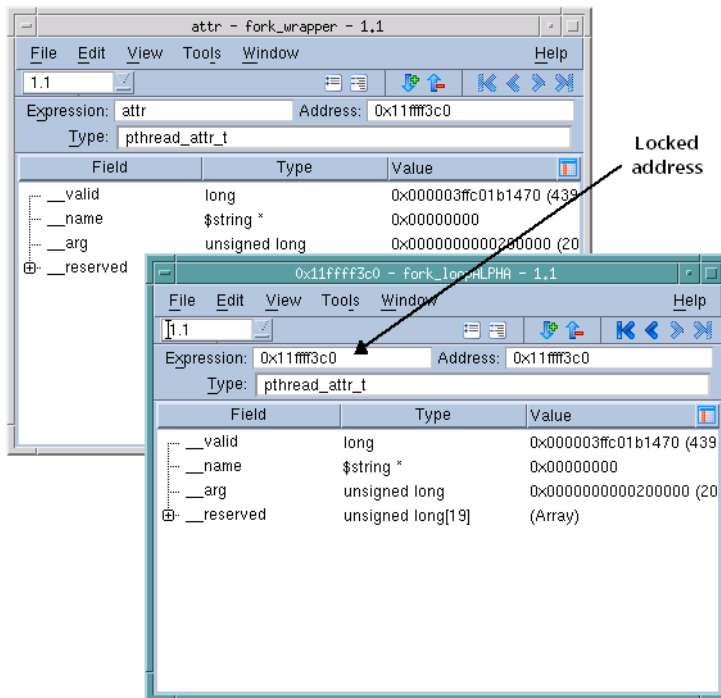 attr - fork_wrapper - 1.1
File Edit View Tools Window Help
1.1
Expression: attr Address: 0x11ffff3c0
Type: pthread_attr_t
Locked
address
Field Type Value
__valid long 0x000003ffc01b1470 (439
__name $string * 0x00000000
__arg unsigned long 0x0000000000200000 (20
__reserved
0x11ffff3c0 - fork_loopALPHA - 1.1
File Edit View Tools Window Help
1.1
Expression: 0x11ffff3c0 Address: 0x11ffff3c0
Type: pthread_attr_t
Field Type Value
__valid long 0x000003ffc01b1470 (439
__name $string * 0x00000000
__arg unsigned long 0x0000000000200000 (20
__reserved unsigned long[19] (Array)